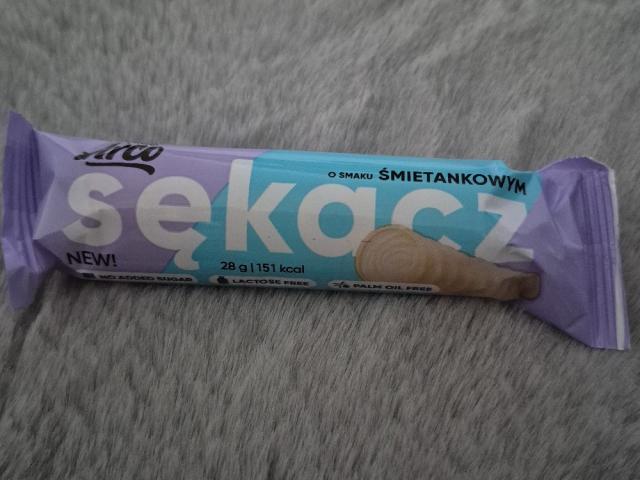 Arco
sękacz
O SMAKU ŚMIETANKOWYM
NEW!
28 g | 151 kcal
NO ADDED SUGAR
LACTOSE FREE
PALM OIL FREE